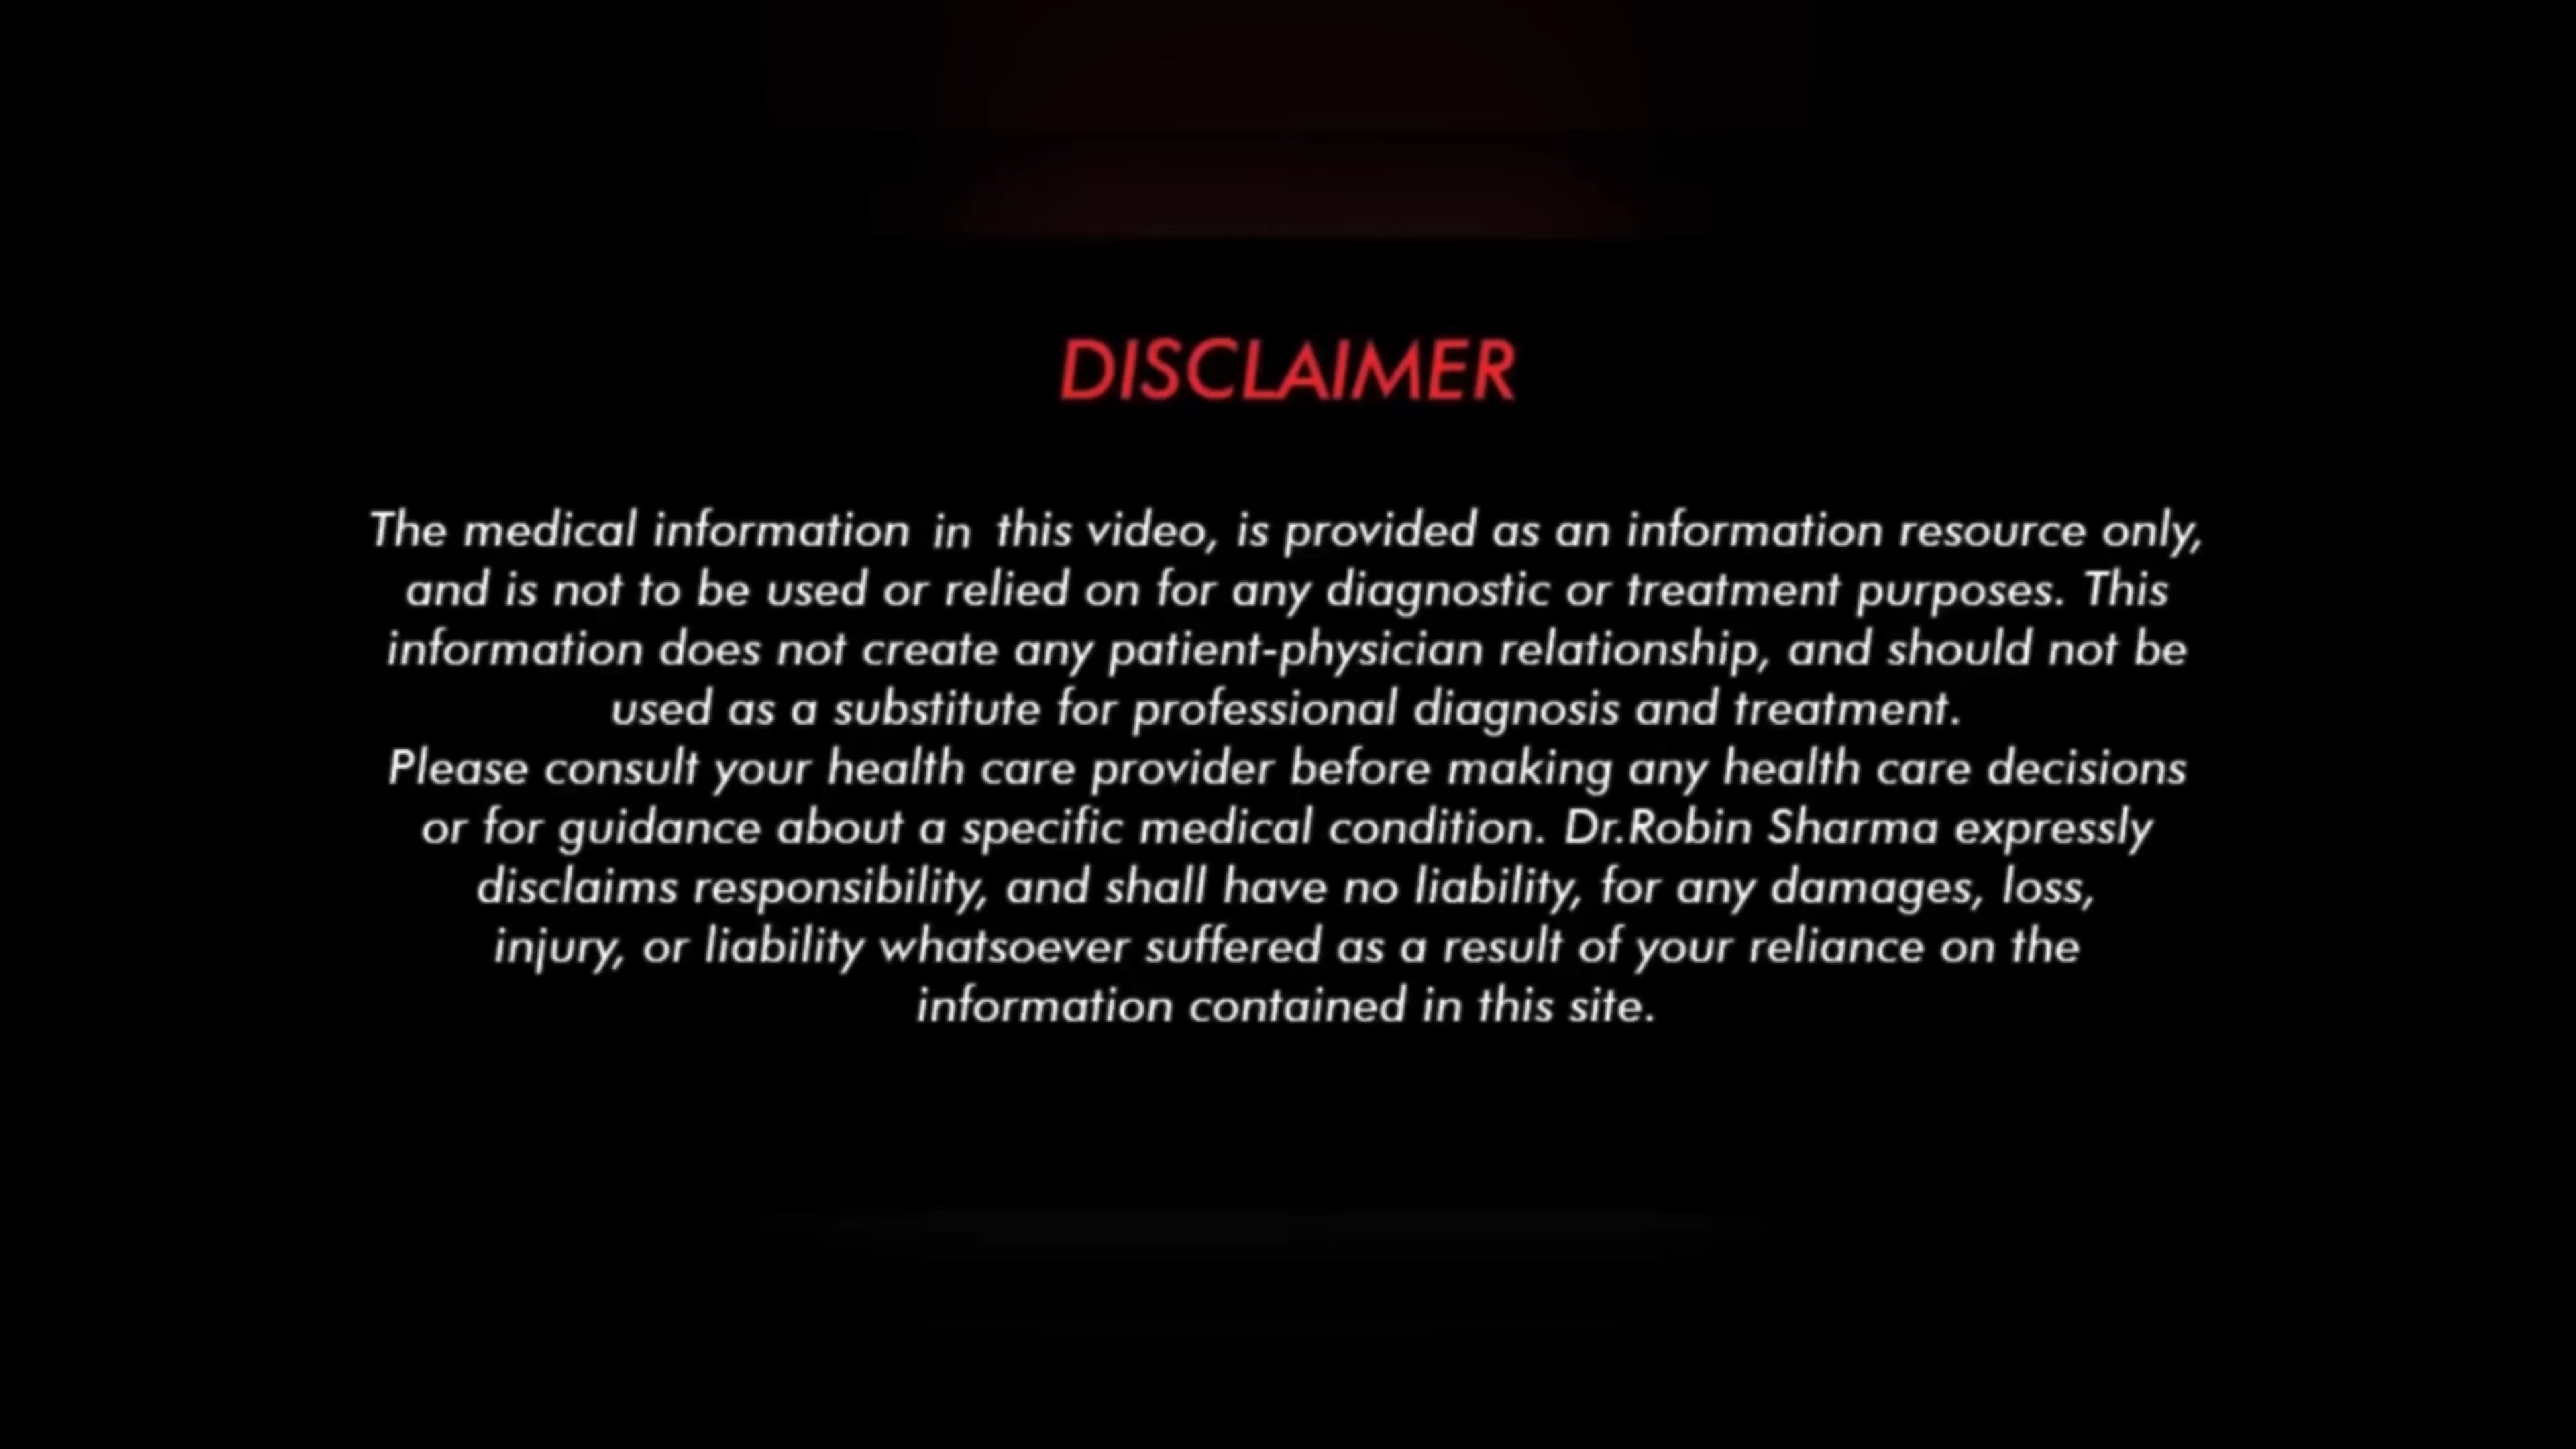 DISCLAIMER
The medical information in this video, is provided as an information resource only,
and is not to be used or relied on for any diagnostic or treatment purposes. This
information does not create any patient-physician relationship, and should not be
used as a substitute for professional diagnosis and treatment.
Please consult your health care provider before making any health care decisions
or for guidance about a specific medical condition. Dr.Robin Sharma expressly
disclaims responsibility, and shall have no liability, for any damages, loss,
injury, or liability whatsoever suffered as a result of your reliance on the
information contained in this site.